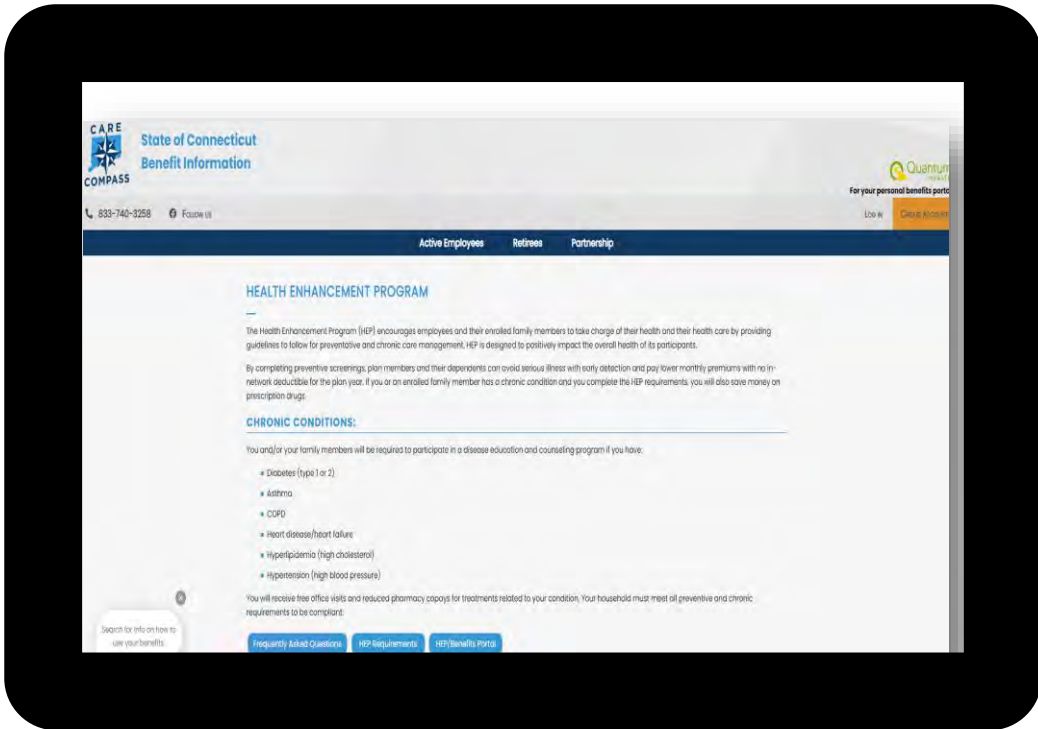 CARE
COMPASS
State of Connecticut
Benefit Information
Quantum
HEALTH
For your personal benefits porta
833-740-3258 Follow Us
Log In
Active Employees Retirees Partnership
HEALTH ENHANCEMENT PROGRAM
The Health Enhancement Program (HEP) encourages employees and their enrolled family members to take charge of their health and their health care by providing
guidelines to follow for preventative and chronic care management. HEP is designed to positively impact the overall health of its participants.
By completing preventive screenings, plan members and their dependents can avoid serious illness with early detection and pay lower monthly premiums with no in-
network deductible for the plan year. If you or an enrolled family member has a chronic condition and you complete the HEP requirements, you will also save money on
prescription drugs.
CHRONIC CONDITIONS:
You and/or your family members will be required to participate in a disease education and counseling program if you have:
Diabetes (type 1 or 2)
Asthma
COPD
Heart disease/heart failure
Hyperlipidemia (high cholesterol)
Hypertension (high blood pressure)
You will receive free office visits and reduced pharmacy copays for treatments related to your condition. Your household must meet all preventive and chronic
requirements to be compliant.
Search for info on how to
use your benefits.
Frequently Asked Questions HEP Requirements HEP/Benefits Portal